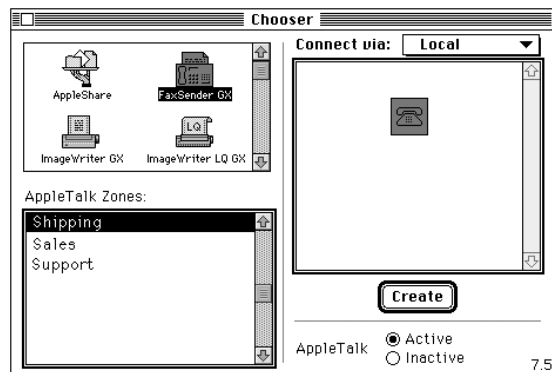 Chooser
Connect via: Local
AppleShare FaxSender GX
ImageWriter GX ImageWriter LQ GX
LQ
AppleTalk Zones:
Shipping
Sales
Support
Create
AppleTalk
Active
Inactive
7.5